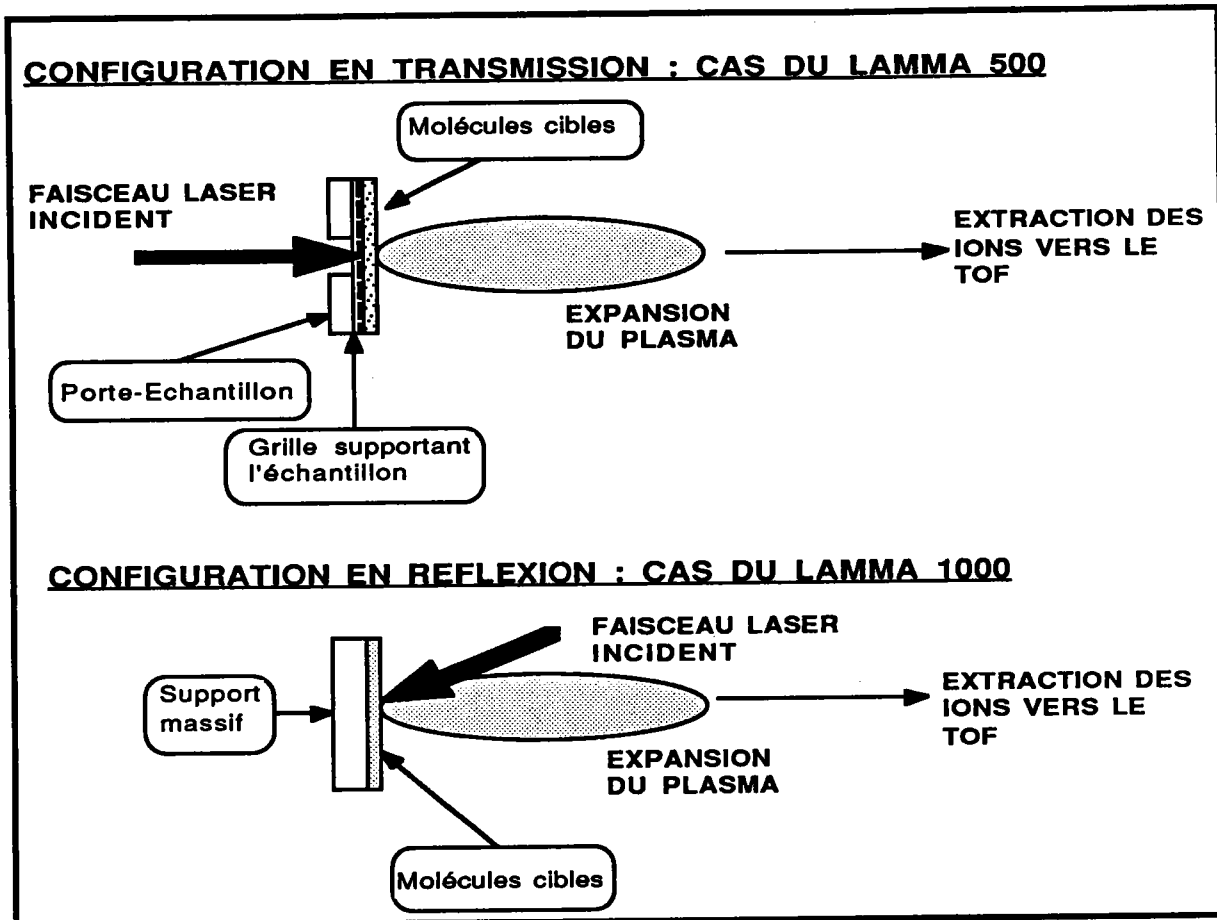 CONFIGURATION EN TRANSMISSION : CAS DU LAMMA 500
Molécules cibles
FAISCEAU LASER
INCIDENT
EXTRACTION DES
IONS VERS LE
TOF
EXPANSION
DU PLASMA
Porte-Echantillon
Grille supportant
l'échantillon
CONFIGURATION EN REFLEXION : CAS DU LAMMA 1000
FAISCEAU LASER
INCIDENT
Support
massif
EXTRACTION DES
IONS VERS LE
TOF
EXPANSION
DU PLASMA
Molécules cibles